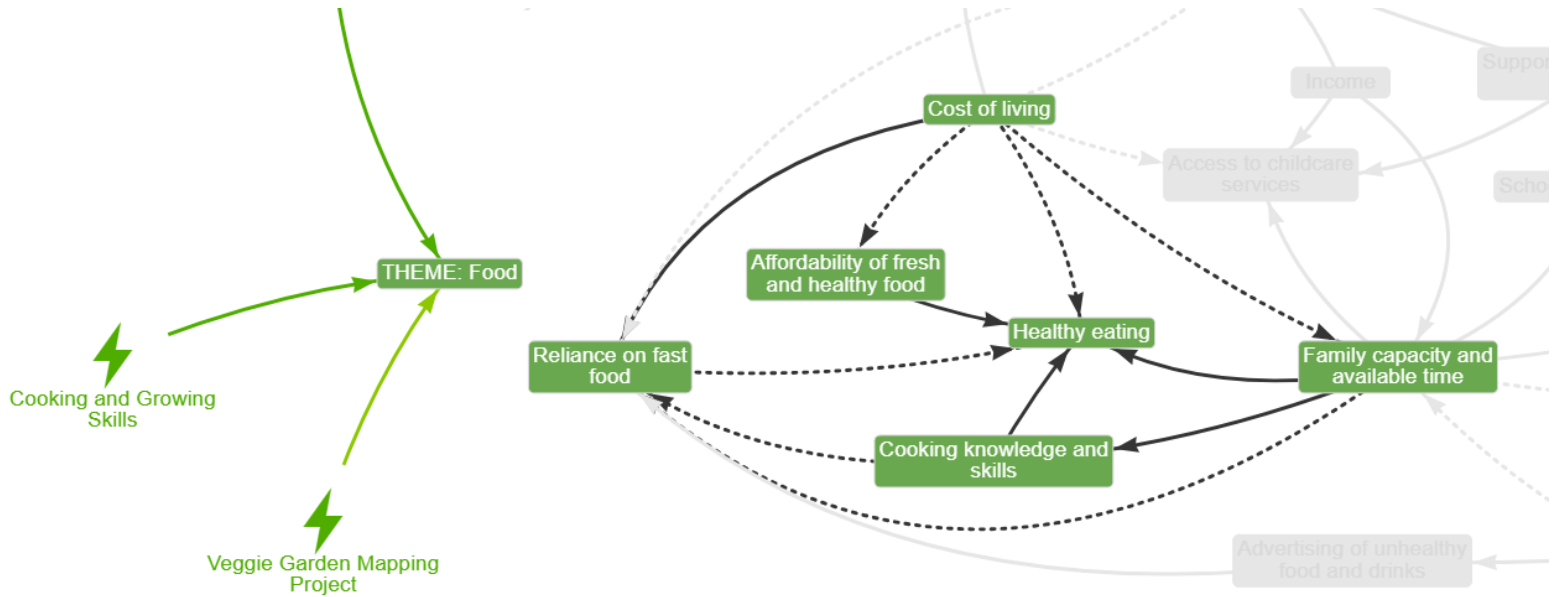 Cost of living
Income
Suppor
Access to childcare
services
Scho
THEME: Food
Affordability of fresh
and healthy food
Healthy eating
Reliance on fast
food
Family capacity and
available time
Cooking and Growing
Skills
Cooking knowledge and
skills
Veggie Garden Mapping
Project
Advertising of unhealthy
food and drinks